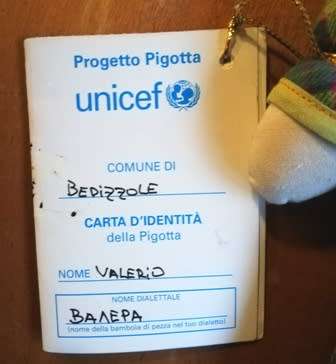 Progetto Pigotta
unicef
COMUNE DI
BEDIZZOLE
CARTA D'IDENTITÀ
della Pigotta
NOME VALERIO
NOME DIALETTALE
ВАЛЕРА
(nome della bambola di pezza nel tuo dialetto)